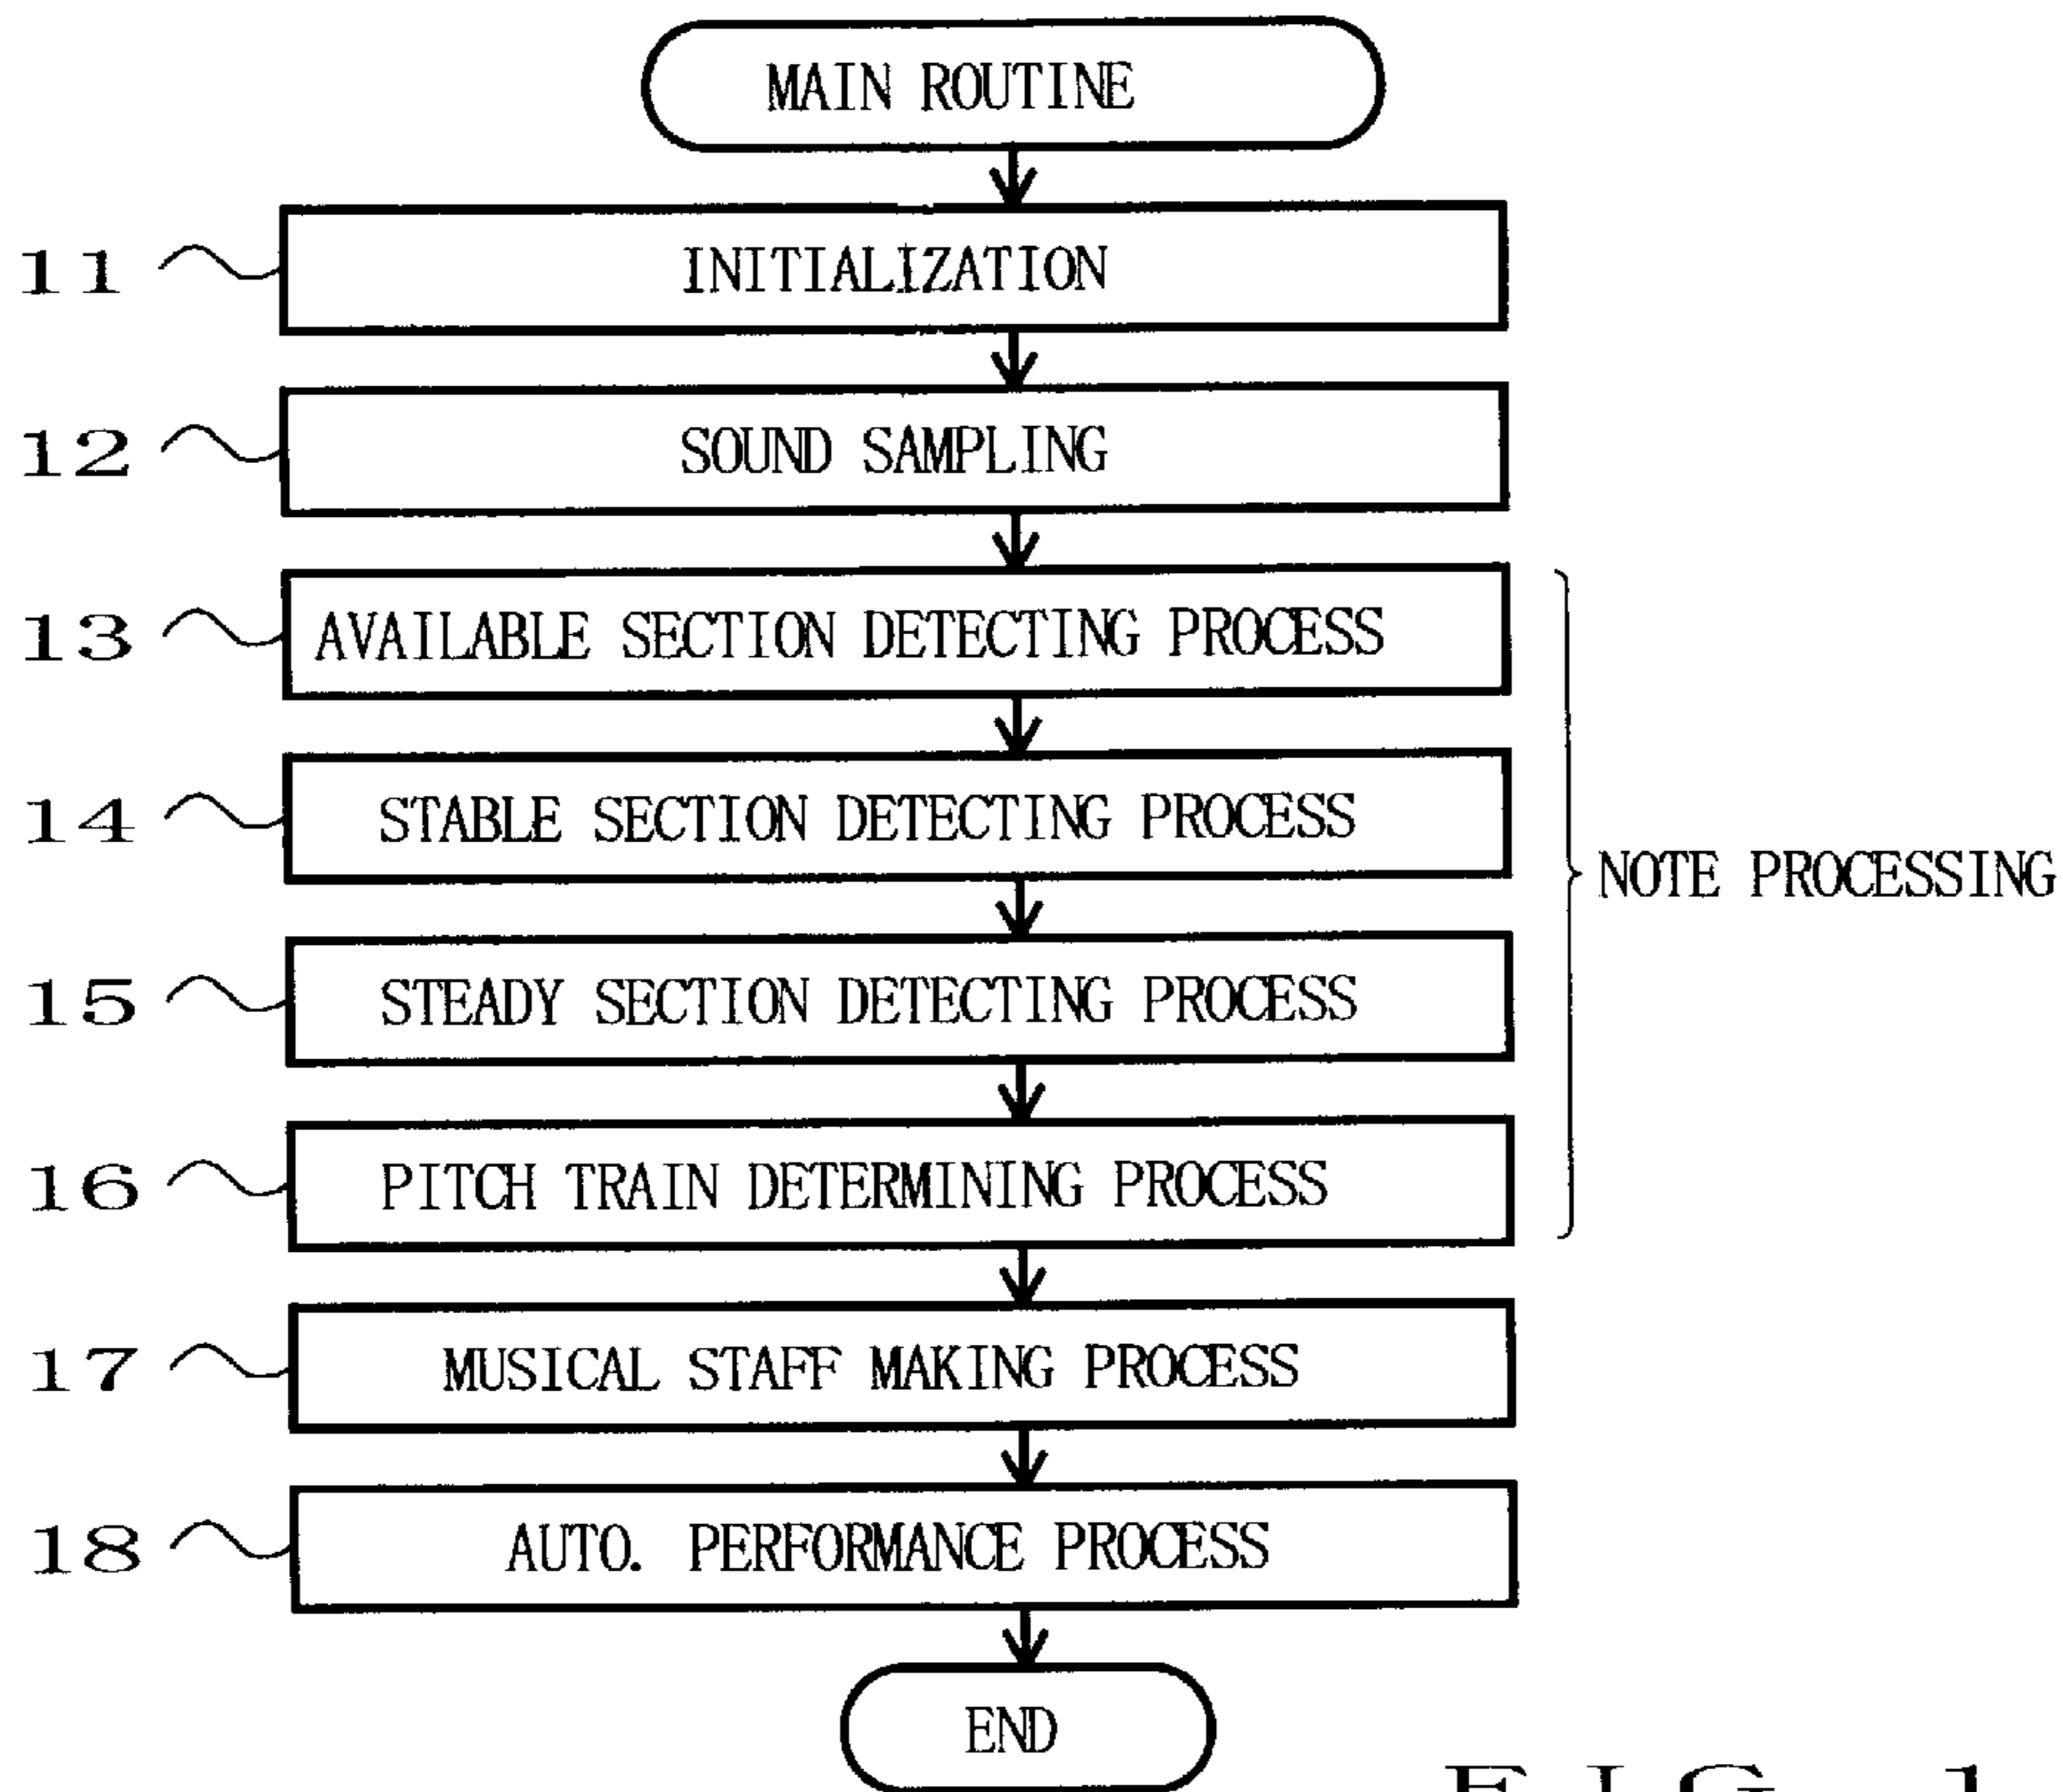 MAIN ROUTINE
11 INITIALIZATION
12 SOUND SAMPLING
13 AVAILABLE SECTION DETECTING PROCESS
14 STABLE SECTION DETECTING PROCESS
NOTE PROCESSING
15 STEADY SECTION DETECTING PROCESS
16 PITCH TRAIN DETERMINING PROCESS
17 MUSICAL STAFF MAKING PROCESS
18 AUTO. PERFORMANCE PROCESS
END
FIG. 1